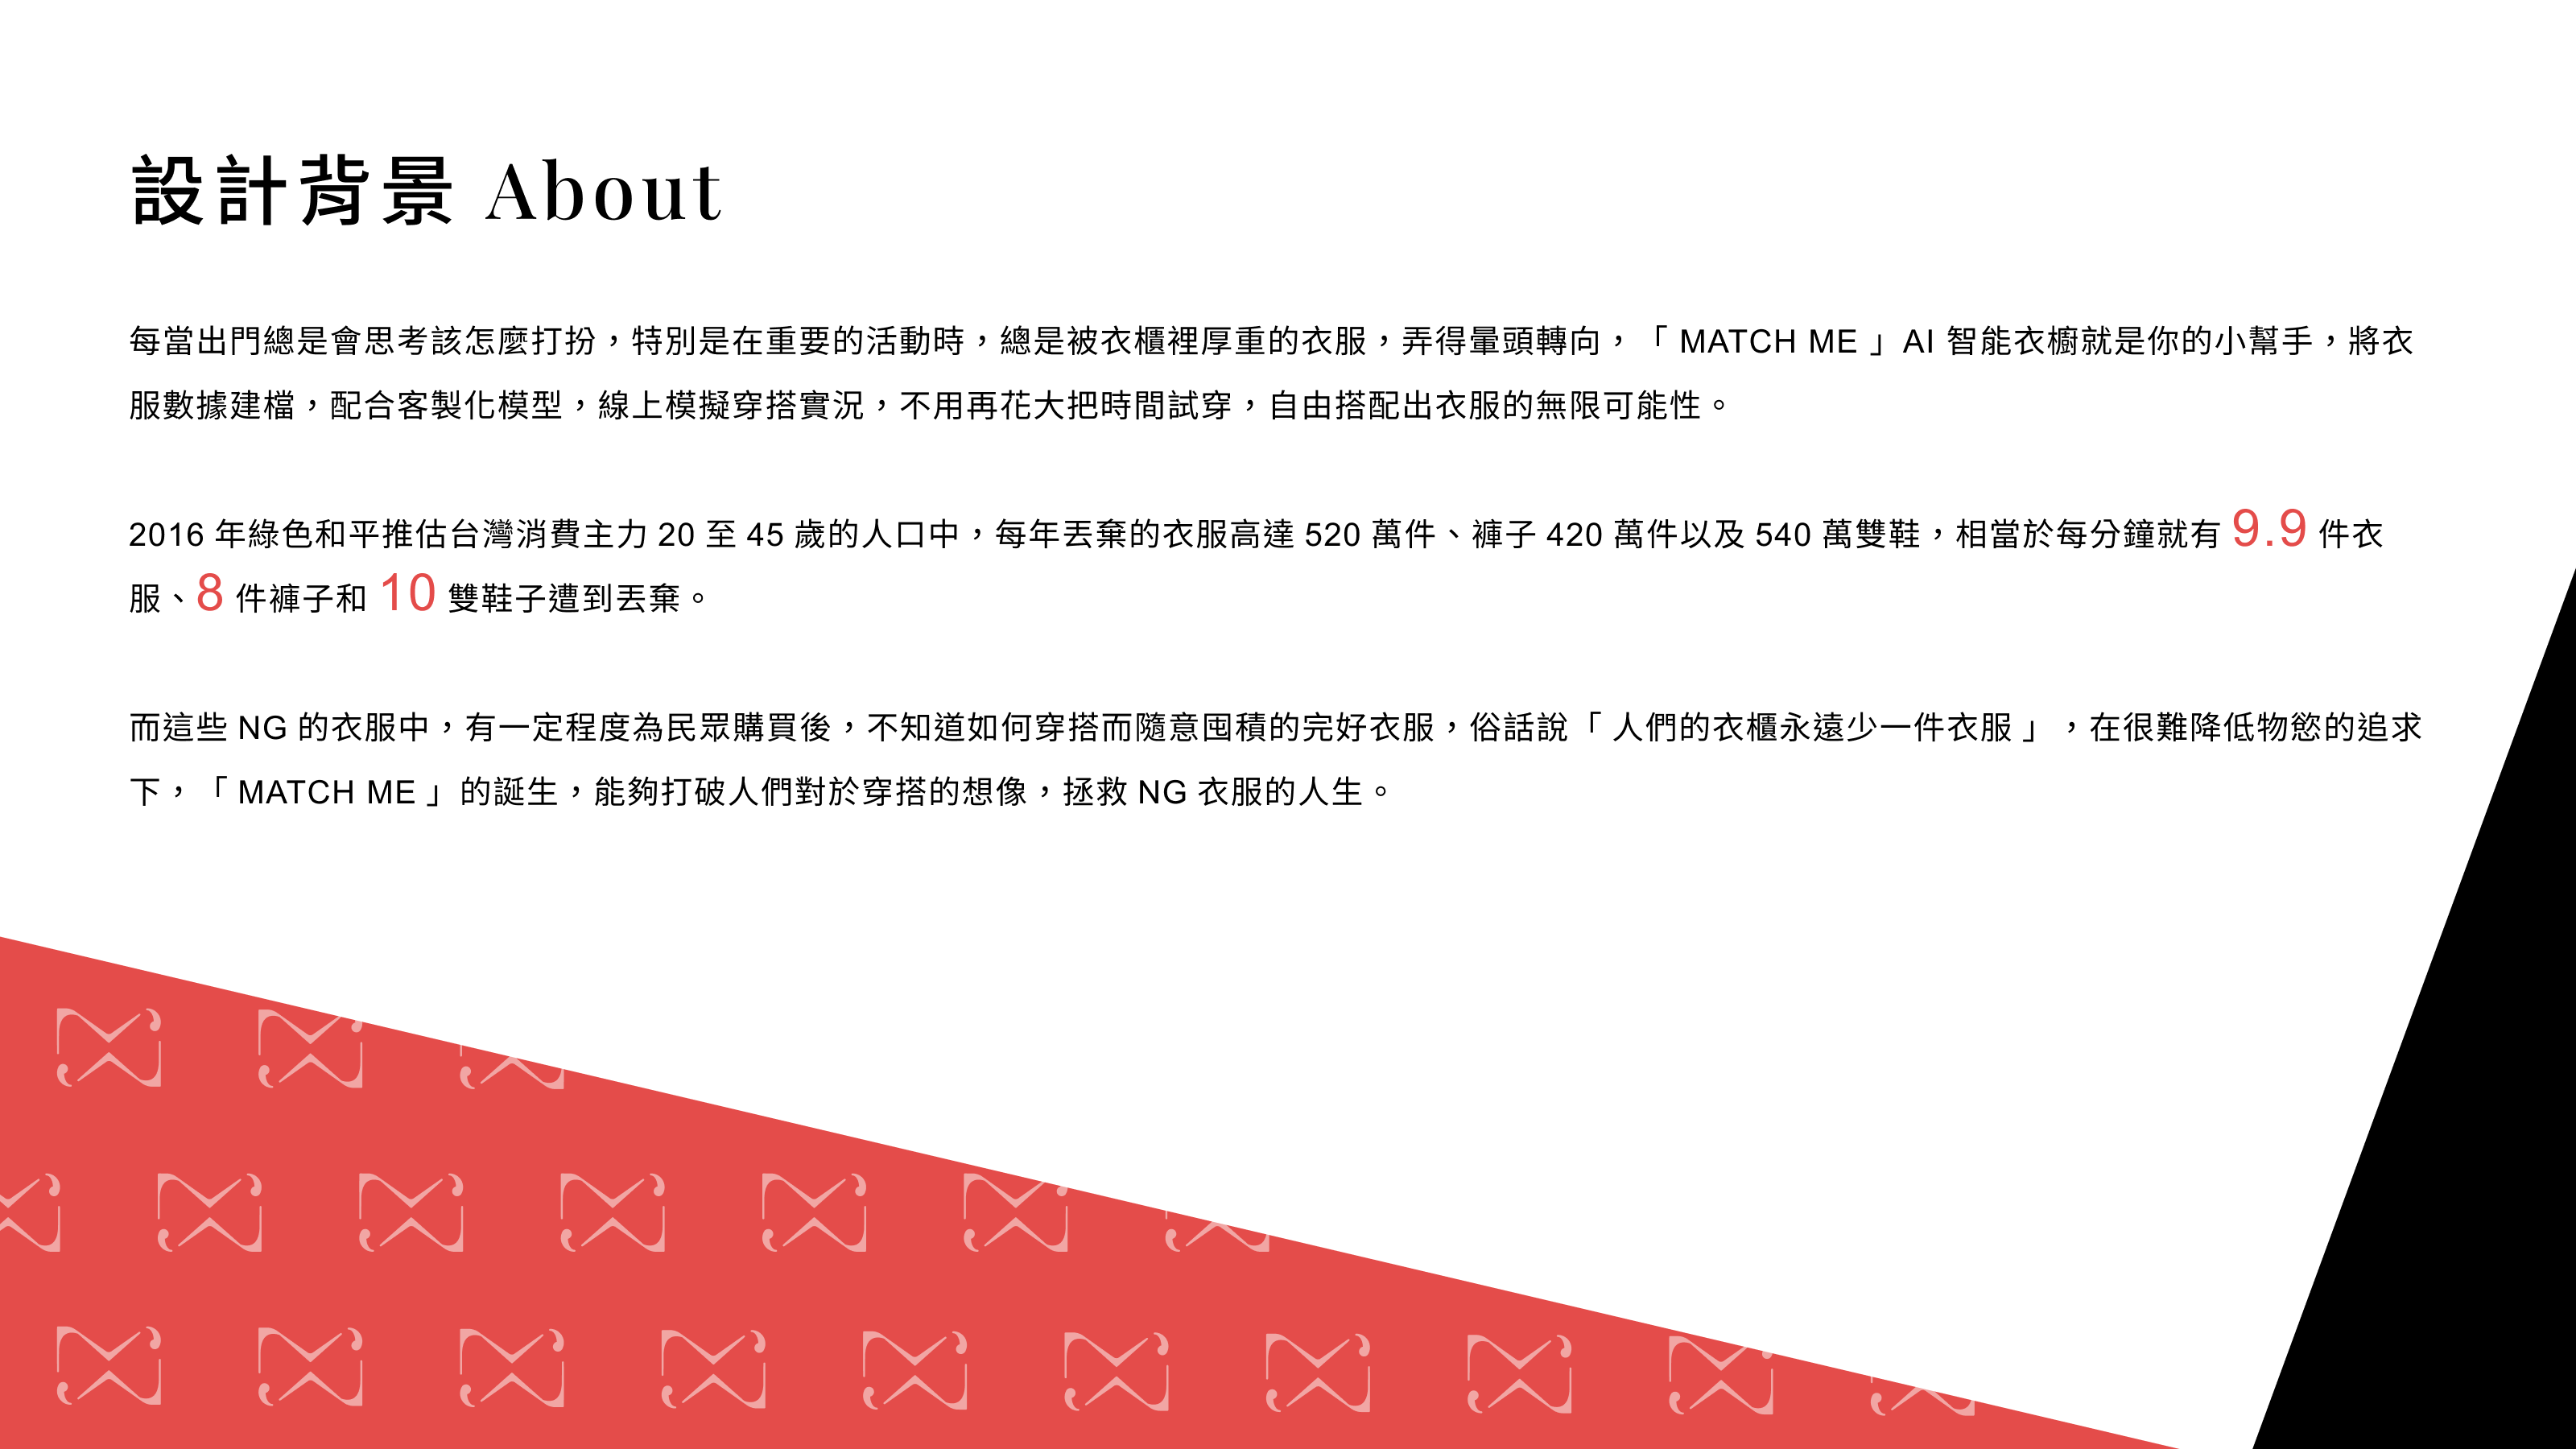 設計背景 About
每當出門總是會思考該怎麼打扮，特別是在重要的活動時，總是被衣櫃裡厚重的衣服，弄得暈頭轉向，「 MATCH ME 」AI 智能衣櫥就是你的小幫手，將衣
服數據建檔，配合客製化模型，線上模擬穿搭實況，不用再花大把時間試穿，自由搭配出衣服的無限可能性。
2016 年綠色和平推估台灣消費主力 20 至 45 歲的人口中，每年丟棄的衣服高達 520 萬件、褲子 420 萬件以及 540 萬雙鞋，相當於每分鐘就有 9.9 件衣
服、8 件褲子和 10 雙鞋子遭到丟棄。
而這些 NG 的衣服中，有一定程度為民眾購買後，不知道如何穿搭而隨意囤積的完好衣服，俗話說「 人們的衣櫃永遠少一件衣服 」，在很難降低物慾的追求
下，「 MATCH ME 」的誕生，能夠打破人們對於穿搭的想像，拯救 NG 衣服的人生。